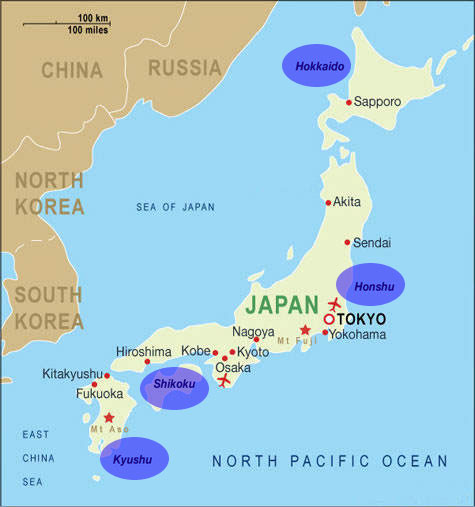 100 km
100 miles
Hokkaido
CHINA
RUSSIA
Sapporo
NORTH
KOREA
SEA OF JAPAN
Akita
Sendai
Honshu
SOUTH
KOREA
JAPAN
TOKYO
Nagoya
Mt Fuji
Yokohama
Hiroshima
Kobe
Kyoto
Osaka
Kitakyushu
Shikoku
Fukuoka
Mt Aso
EAST
CHINA
SEA
Kyushu
NORTH PACIFIC OCEAN